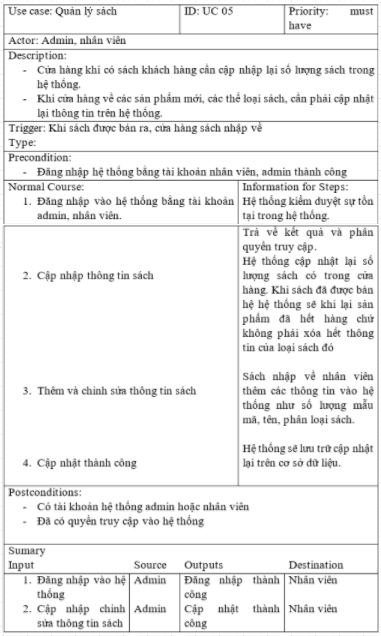 Use case: Quản lý sách ID: UC 05 Priority: must
have
Actor: Admin, nhân viên
Description:
- Cửa hàng khi có sách khách hàng cần cập nhập lại số lượng sách trong
hệ thống.
- Khi cửa hàng về các sản phẩm mới, các thể loại sách, cần phải cập nhật
lại thông tin trên hệ thống.
Trigger: Khi sách được bán ra, cửa hàng sách nhập về
Type:
Precondition:
- Đăng nhập hệ thống bằng tài khoản nhân viên, admin thành công
Normal Course: Information for Steps:
1. Đăng nhập vào hệ thống bằng tài khoản Hệ thống kiểm duyệt sự tồn
admin, nhân viên. tại trong hệ thống.
Trả về kết quả và phân
quyền truy cập.
Hệ thống cập nhật lại số
2. Cập nhập thông tin sách lượng sách có trong cửa
hàng. Khi sách đã được bán
hệ hệ thống sẽ khi lại sản
phẩm đã hết hàng chứ
không phải xóa hết thông
tin của loại sách đó
Sách nhập về nhân viên
3. Thêm và chỉnh sửa thông tin sách thêm các thông tin vào hệ
thống như số lượng mẫu
mã, tên, phân loại sách.
Hệ thống sẽ lưu trữ cập nhật
4. Cập nhật thành công lại trên cơ sở dữ liệu.
Postconditions:
- Có tài khoản hệ thống admin hoặc nhân viên
- Đã có quyền truy cập vào hệ thống
Sumary
Input Source Outputs Destination
1. Đăng nhập vào hệ Admin Đăng nhập thành Nhân viên
thống công
2. Cập nhập chỉnh Admin Cập nhật thành Nhân viên
sửa thông tin sách công